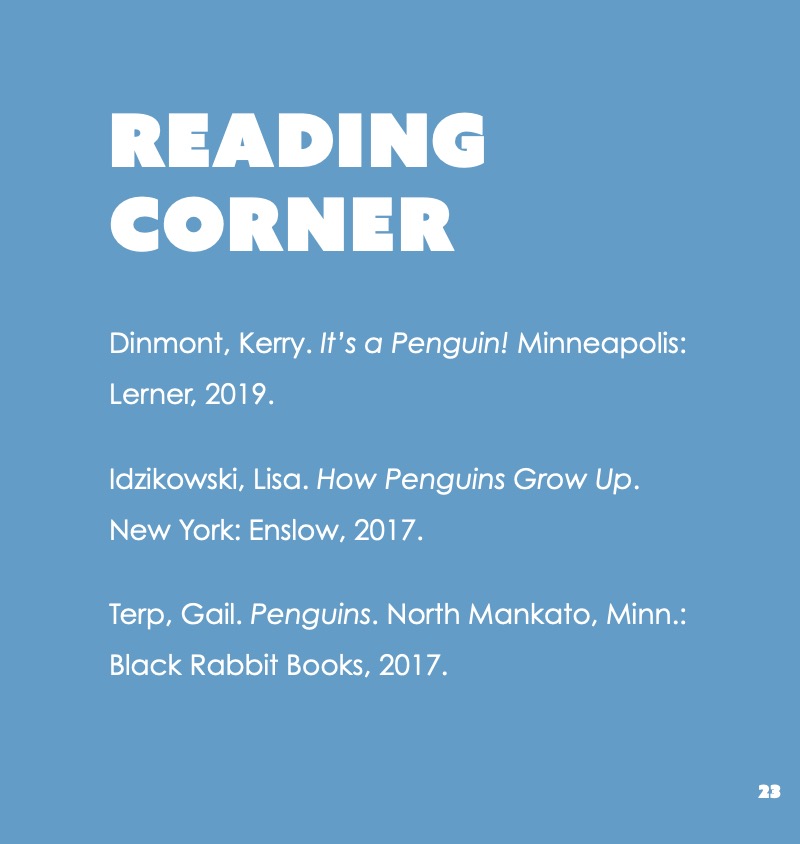 READING
CORNER
Dinmont, Kerry. It’s a Penguin! Minneapolis:
Lerner, 2019.
Idzikowski, Lisa. How Penguins Grow Up.
New York: Enslow, 2017.
Terp, Gail. Penguins. North Mankato, Minn.:
Black Rabbit Books, 2017.
23